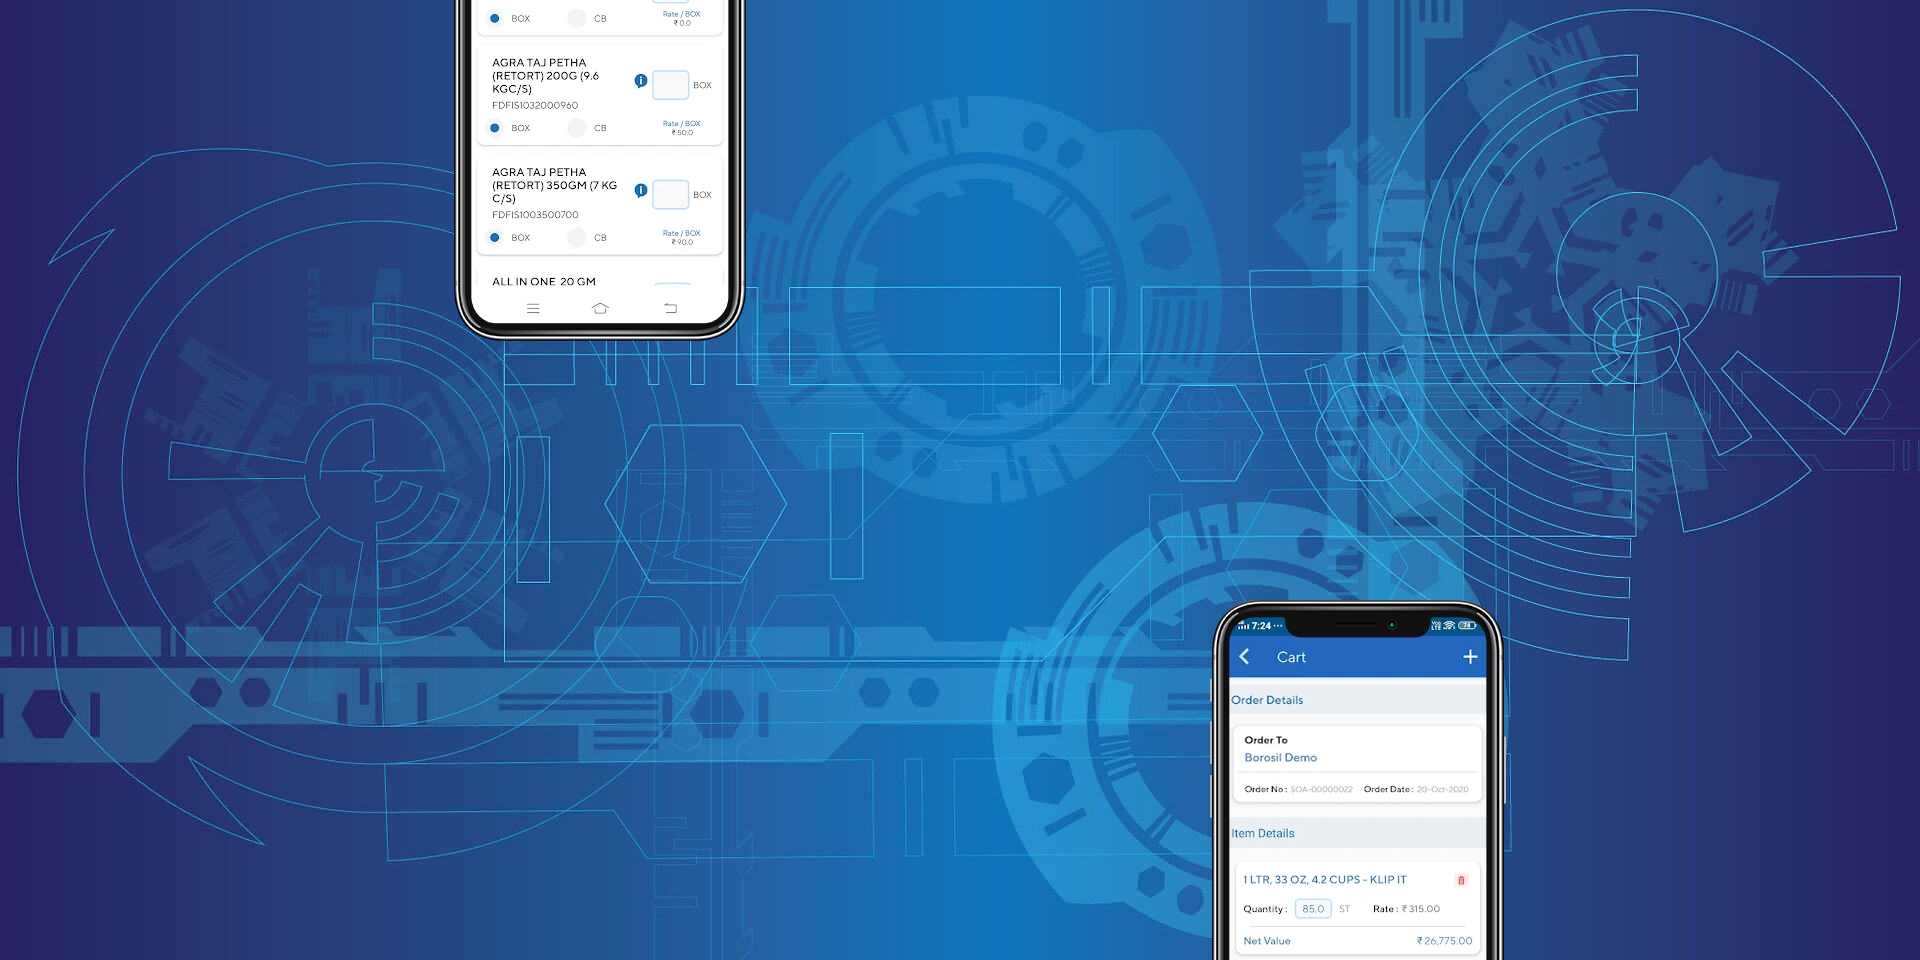 BOX CB Rate / BOX
₹ 0.0
AGRA TAJ PETHA
(RETORT) 200G (9.6
KGC/S)
BOX
FDFIS1032000960
BOX CB Rate / BOX
₹ 50.0
AGRA TAJ PETHA
(RETORT) 350GM (7 KG
C/S)
BOX
FDFIS1003500700
BOX CB Rate / BOX
₹ 90.0
ALL IN ONE 20 GM
7:24 ···
VoD LTE 74
Cart
Order Details
Order To
Borosil Demo
Order No : SOA-00000022 Order Date : 20-Oct-2020
Item Details
1 LTR, 33 OZ, 4.2 CUPS - KLIP IT
Quantity : 85.0 ST Rate : ₹ 315.00
Net Value ₹ 26,775.00